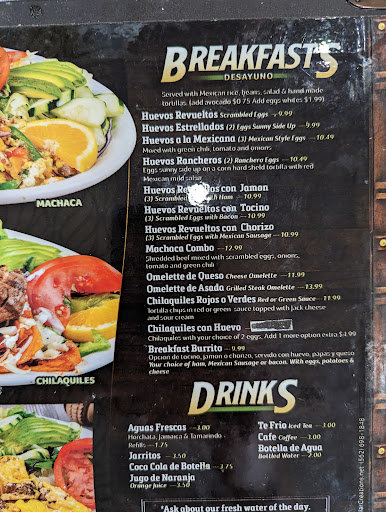 BREAKFASTS
DESAYUNO
Served with Mexican rice, beans, salad & hand made
tortillas. (add avocado $0.75 Add eggs whites $1.99)
Huevos Revueltos Scrambled Eggs —9.99
Huevos Estrellados (2) Eggs Sunny Side Up —9.99
Huevos a la Mexicana (3) Mexican Style Eggs —10.49
Mixed with green chili, tomato and onions
Huevos Rancheros (2) Ranchero Eggs —10.49
Eggs sunny side up on a corn hard shell tortilla with red
Mexican mild salsa
Huevos con Jamon
(3) Scrambled Ham —10.99
Huevos Revueltos con Tocino
(3) Scrambled Eggs with Bacon —10.99
Huevos Revueltos con Chorizo
(3) Scrambled Eggs with Mexican Sausage —10.99
Machaca Combo —12.99
Shredded beef mixed with scrambled eggs, onions,
tomato and green chili
Omelette de Queso Cheese Omelette —11.99
Omelette de Asada Grilled Steak Omelette —13.99
Chilaquiles Rojos o Verdes Red or Green Sauce —11.99
Tortilla chips in red or green sauce topped with jack cheese
and sour cream
Chilaquiles con Huevo
Chilaquiles with your choice of 2 eggs. Add 1 more option extra $4.99
Breakfast Burrito —9.99
Opción de tocino, jamon o chorizo, servido con huevo, papas y queso
Your choice of ham, Mexican Sausage or bacon. With eggs, potatoes &
cheese
MACHACA
CHILAQUILES
DRINKS
Aguas Frescas —3.00
Horchata, Jamaica & Tamarindo
Refills —1.75
Jarritos —3.50
Coca Cola de Botella —3.75
Jugo de Naranja
Orange Juice —3.50
Te Frio Iced Tea —3.00
Cafe Coffee —3.00
Botella de Agua
Bottled Water —2.00
*Ask about our fresh water of the day.
Creations.net (562) 698-1848